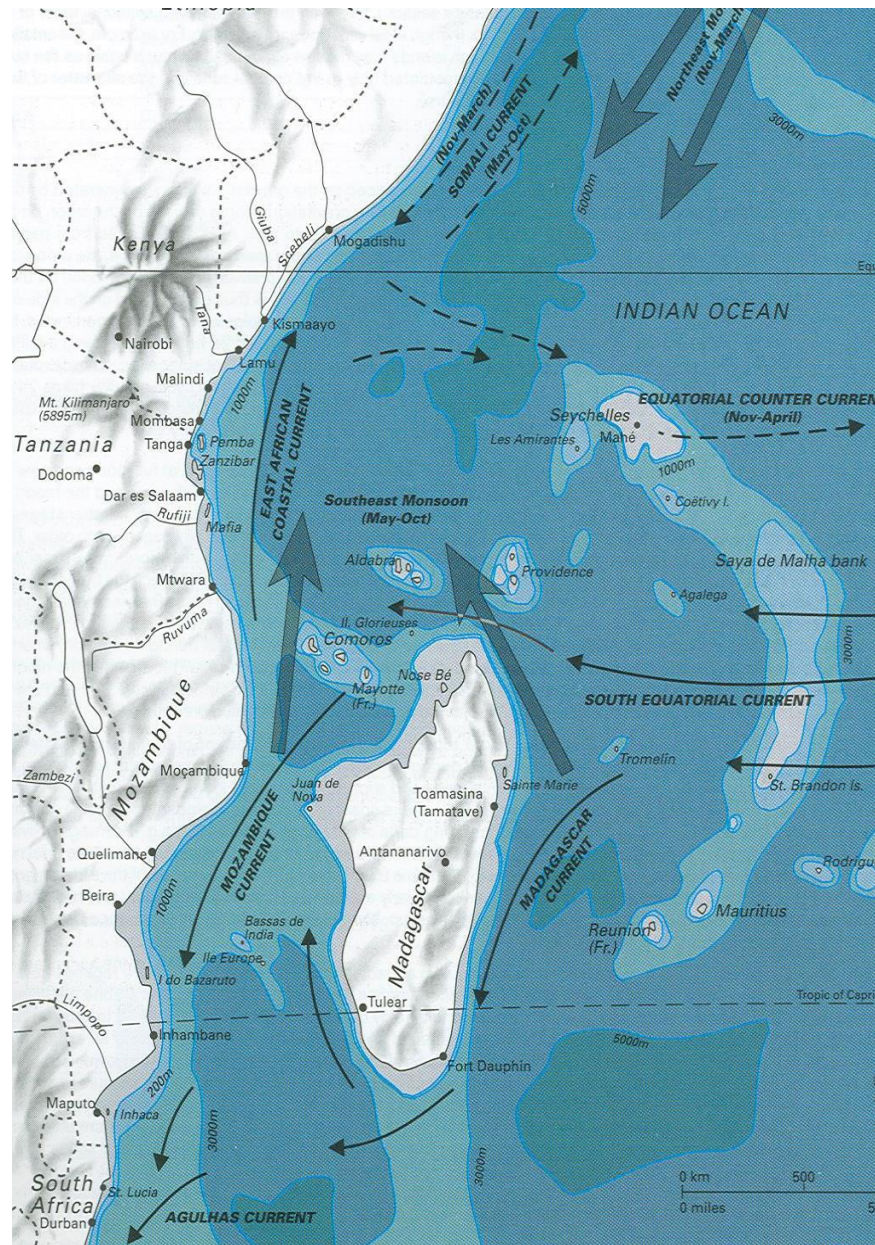 Ethiopia
Northeast Mo
(Nov-March
(Nov-March)
SOMALI CURRENT
(May-Oct)
3000m
5000m
Giuba
Scebeli
Kenya
Mogadishu
Equ
INDIAN OCEAN
Tana
Kismaayo
Nairobi
Lamu
Malindi
1000m
Mt. Kilimanjaro
(5895m)
EQUATORIAL COUNTER CURREN
(Nov-April)
Mombasa
Seychelles
Mahé
Les Amirantes
Tanzania
Tanga
Pemba
Zanzibar
Dodoma
1000m
EAST AFRICAN
COASTAL CURRENT
Coëtivy I.
Dar es Salaam
Southeast Monsoon
(May-Oct)
Rufiji
Mafia
Aldabra
Providence
Saya de Malha bank
Mtwara
Agalega
Ruvuma
Il. Glorieuses
Comoros
3000m
Nose Bé
Mayotte
(Fr.)
SOUTH EQUATORIAL CURRENT
Mozambique
Moçambique
Tromelin
Zambezi
Juan de
Nova
Sainte Marie
St. Brandon Is.
Toamasina
(Tamatave)
MOZAMBIQUE
CURRENT
MADAGASCAR
CURRENT
Quelimane
Antananarivo
Rodrigu
Beira
1000m
Madagascar
Mauritius
Reunion
(Fr.)
Bassas de
India
Ile Europe
I do Bazaruto
Tulear
Tropic of Capri
Limpopo
Inhambane
5000m
Fort Dauphin
200m
Maputo
I Inhaca
3000m
3000m
South
Africa
St. Lucia
0 km
500
0 miles
5
Durban
AGULHAS CURRENT